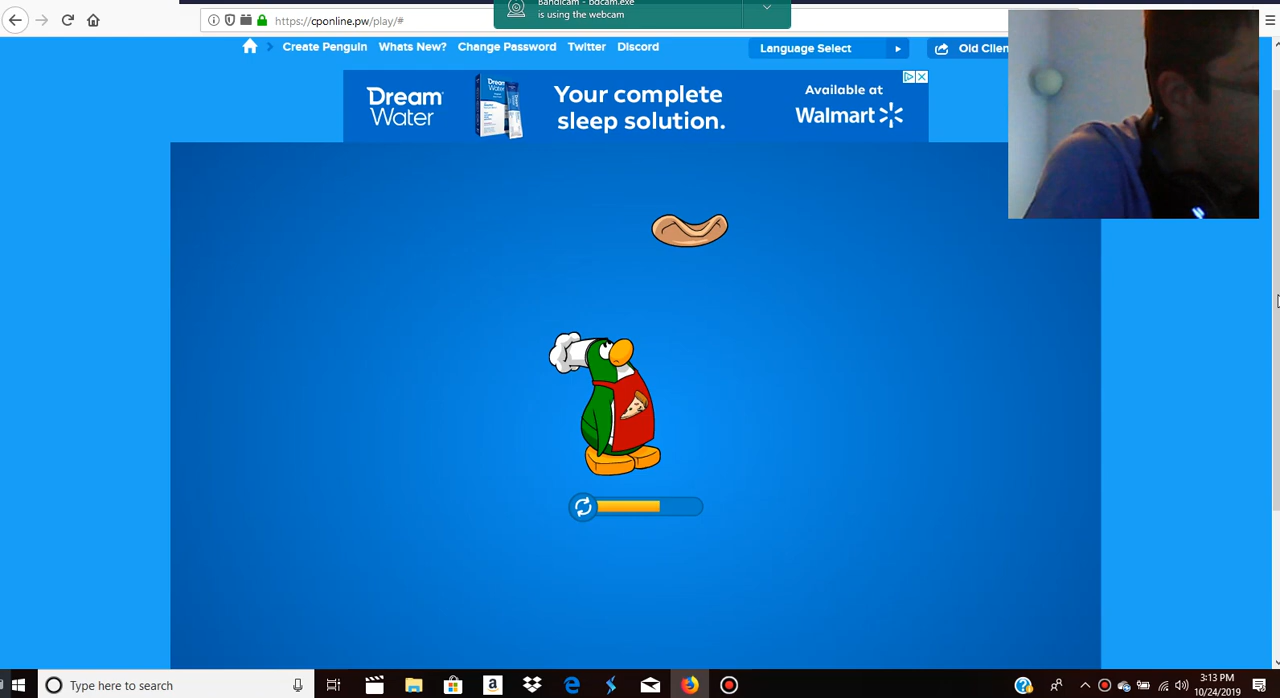 Bandicam - bdcam.exe
is using the webcam
https://cponline.pw/play/#
Create Penguin
Whats New?
Change Password
Twitter
Discord
Language Select
Old Clien
Dream
Water
Your complete
sleep solution.
Available at
Walmart
Type here to search
3:13 PM
10/24/2019